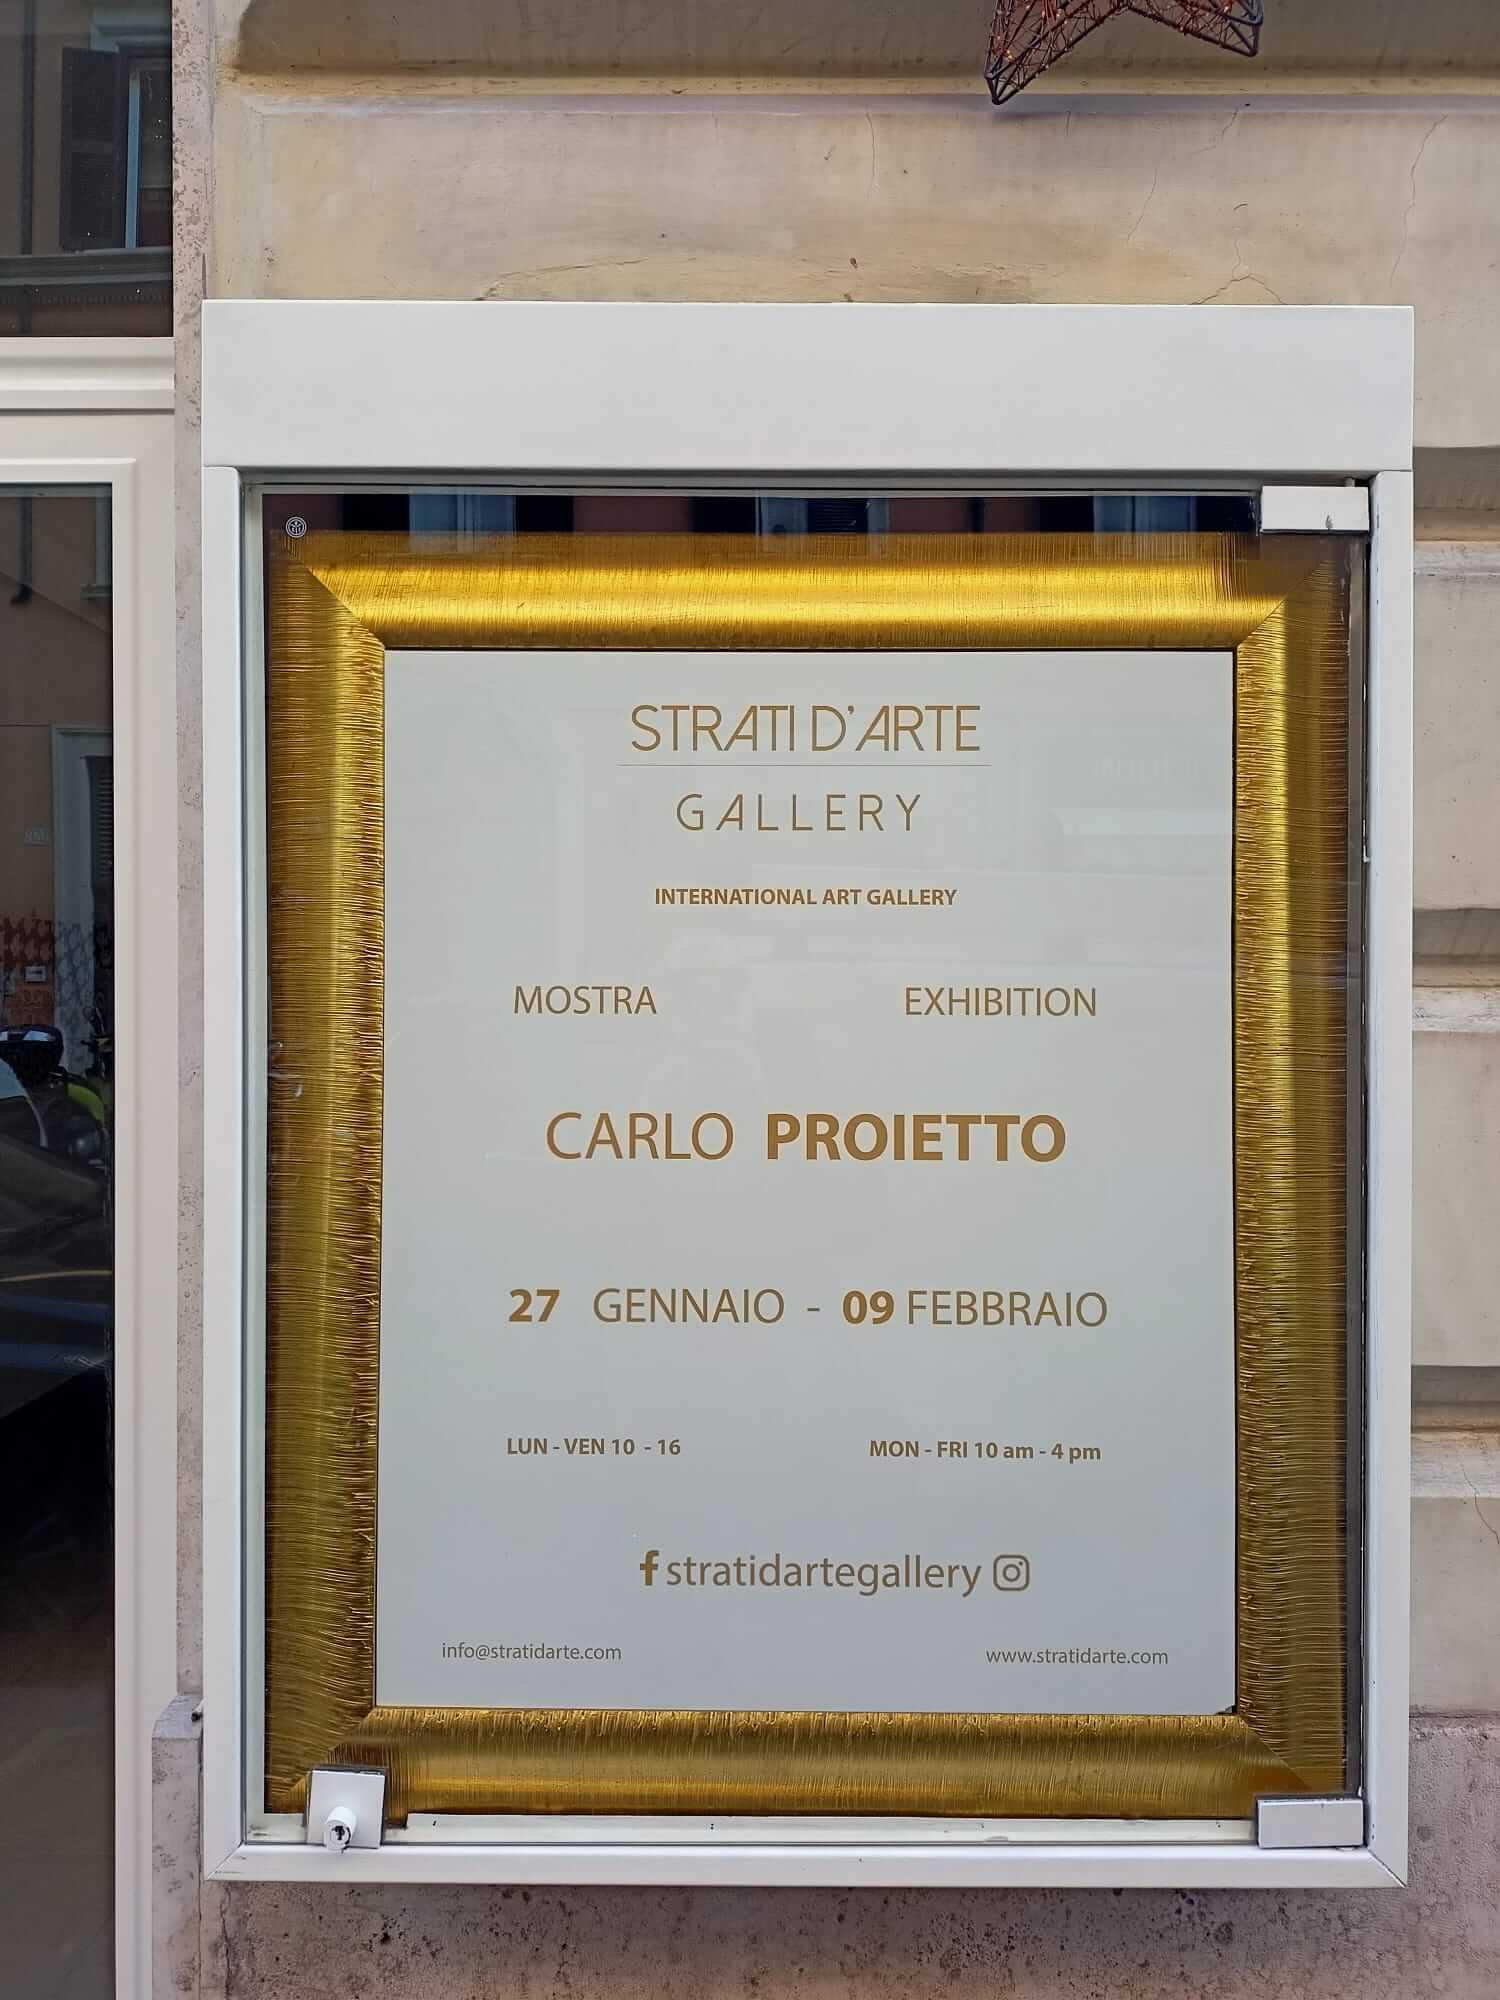 STRATI D'ARTE
GALLERY
INTERNATIONAL ART GALLERY
MOSTRA EXHIBITION
CARLO PROIETTO
27 GENNAIO - 09 FEBBRAIO
LUN - VEN 10 - 16 MON - FRI 10 am - 4 pm
stratidartegallery
info@stratidarte.com www.stratidarte.com